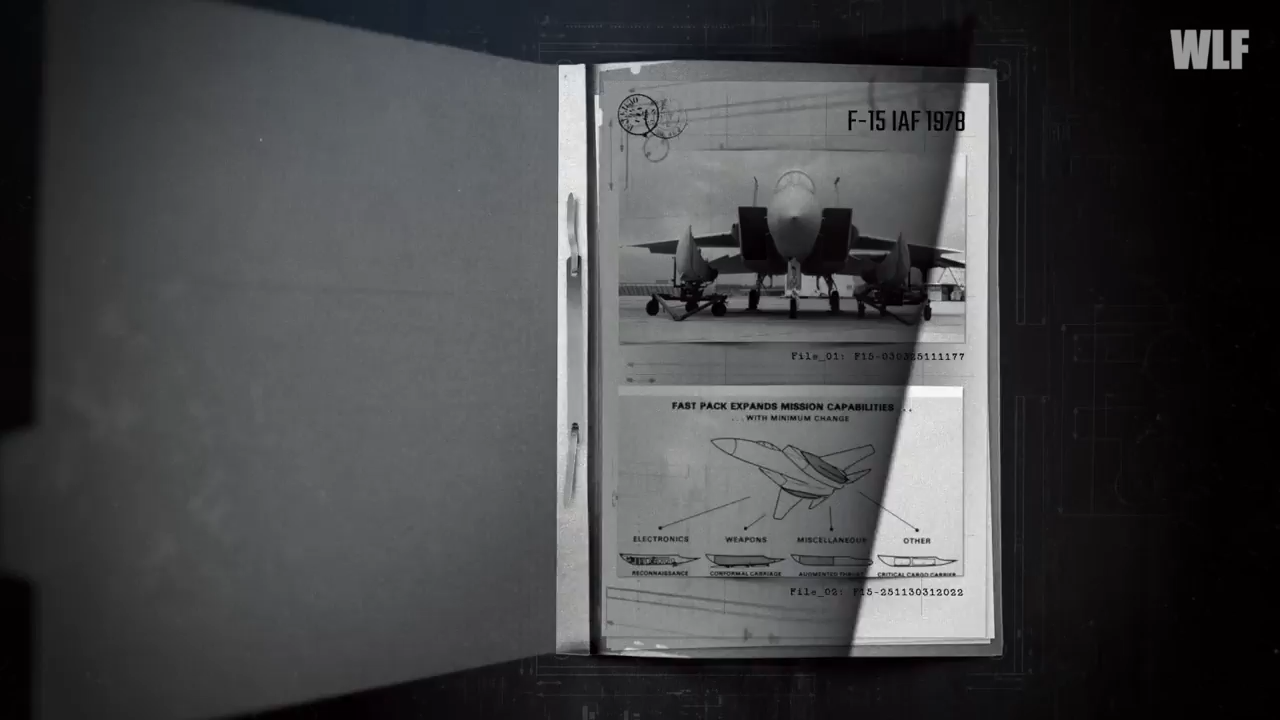 WLF
F-15 IAF 1978
File_01: F15-030325111177
FAST PACK EXPANDS MISSION CAPABILITIES ...
... WITH MINIMUM CHANGE
ELECTRONICS WEAPONS MISCELLANEOUS OTHER
RECONNAISSANCE CONFORMAL CARRIAGE AUGMENTED THRUST CRITICAL CARGO CARRIER
File_02: F15-251130312022